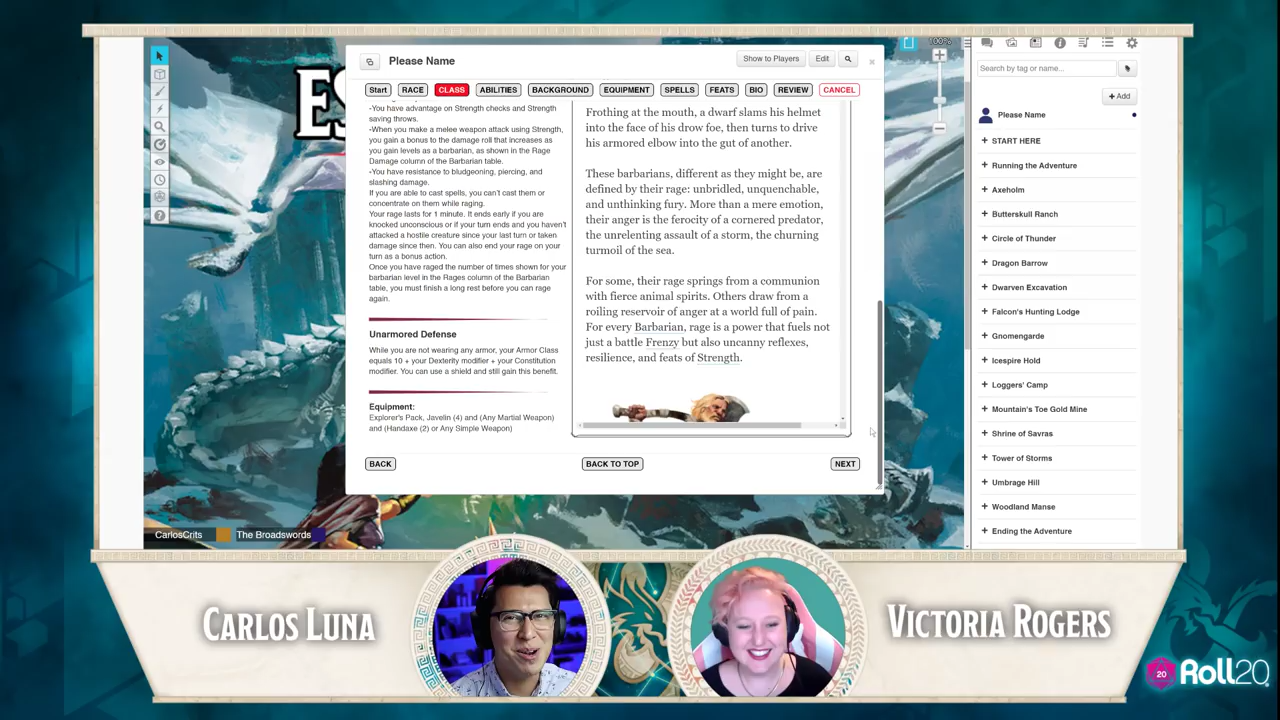 ES
Please Name
Show to Players
Edit
Start
RACE
CLASS
ABILITIES
BACKGROUND
EQUIPMENT
SPELLS
FEATS
BIO
REVIEW
CANCEL
-You have advantage on Strength checks and Strength
saving throws.
-When you make a melee weapon attack using Strength,
you gain a bonus to the damage roll that increases as
you gain levels as a barbarian, as shown in the Rage
Damage column of the Barbarian table.
-You have resistance to bludgeoning, piercing, and
slashing damage.
If you are able to cast spells, you can't cast them or
concentrate on them while raging.
Your rage lasts for 1 minute. It ends early if you are
knocked unconscious or if your turn ends and you haven't
attacked a hostile creature since your last turn or taken
damage since then. You can also end your rage on your
turn as a bonus action.
Once you have raged the number of times shown for your
barbarian level in the Rages column of the Barbarian
table, you must finish a long rest before you can rage
again.
Unarmored Defense
While you are not wearing any armor, your Armor Class
equals 10 + your Dexterity modifier + your Constitution
modifier. You can use a shield and still gain this benefit.
Equipment:
Explorer's Pack, Javelin (4) and (Any Martial Weapon)
and (Handaxe (2) or Any Simple Weapon)
Frothing at the mouth, a dwarf slams his helmet
into the face of his drow foe, then turns to drive
his armored elbow into the gut of another.
These barbarians, different as they might be, are
defined by their rage: unbridled, unquenchable,
and unthinking fury. More than a mere emotion,
their anger is the ferocity of a cornered predator,
the unrelenting assault of a storm, the churning
turmoil of the sea.
For some, their rage springs from a communion
with fierce animal spirits. Others draw from a
roiling reservoir of anger at a world full of pain.
For every Barbarian, rage is a power that fuels not
just a battle Frenzy but also uncanny reflexes,
resilience, and feats of Strength.
BACK
BACK TO TOP
NEXT
100%
Search by tag or name...
+ Add
Please Name
+ START HERE
+ Running the Adventure
+ Axeholm
+ Butterskull Ranch
+ Circle of Thunder
+ Dragon Barrow
+ Dwarven Excavation
+ Falcon's Hunting Lodge
+ Gnomengarde
+ Icespire Hold
+ Loggers' Camp
+ Mountain's Toe Gold Mine
+ Shrine of Savras
+ Tower of Storms
+ Umbrage Hill
+ Woodland Manse
+ Ending the Adventure
CarlosCrits
The Broadswords
CARLOS LUNA
VICTORIA ROGERS
20
Roll20